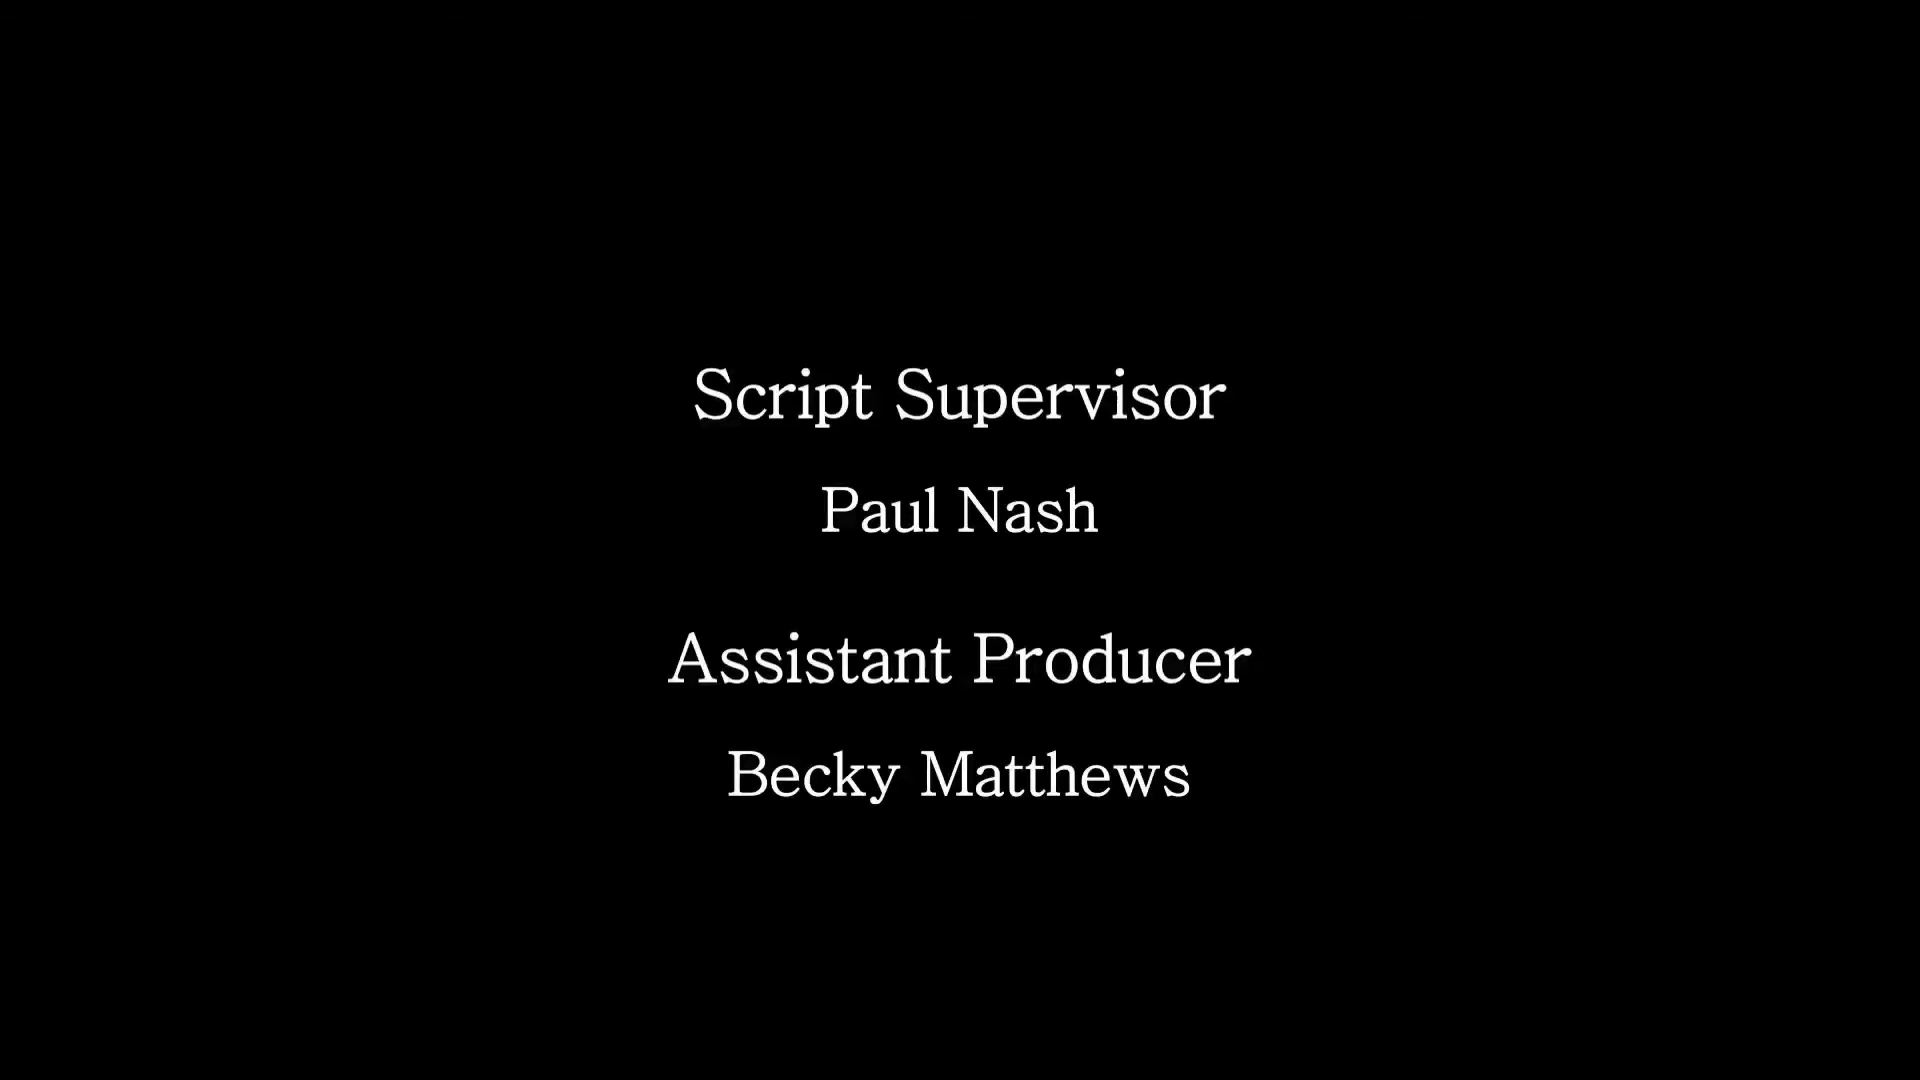 Script Supervisor
Paul Nash
Assistant Producer
Becky Matthews